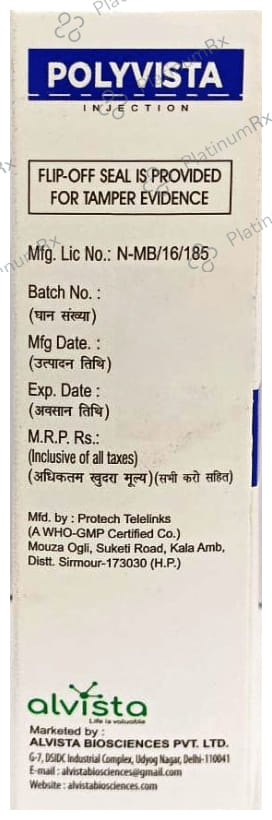 POLYVISTA
INJECTION
FLIP-OFF SEAL IS PROVIDED
FOR TAMPER EVIDENCE
Mfg. Lic No.: N-MB/16/185
Batch No. :
(घान संख्या)
Mfg Date. :
(उत्पादन तिथि)
Exp. Date :
(अवसान तिथि)
M.R.P. Rs.:
(Inclusive of all taxes)
(अधिकतम खुदरा मूल्य)(सभी करो सहित)
Mfd. by : Protech Telelinks
(A WHO-GMP Certified Co.)
Mouza Ogli, Suketi Road, Kala Amb,
Distt. Sirmour-173030 (H.P.)
alvista
Life is valuable
Marketed by :
ALVISTA BIOSCIENCES PVT. LTD.
G-7, DSIDC Industrial Complex, Udyog Nagar, Delhi-110041
E-mail : alvistabiosciences@gmail.com
Website : alvistabiosciences.com
PlatinumRx
PlatinumRx
PlatinumRx